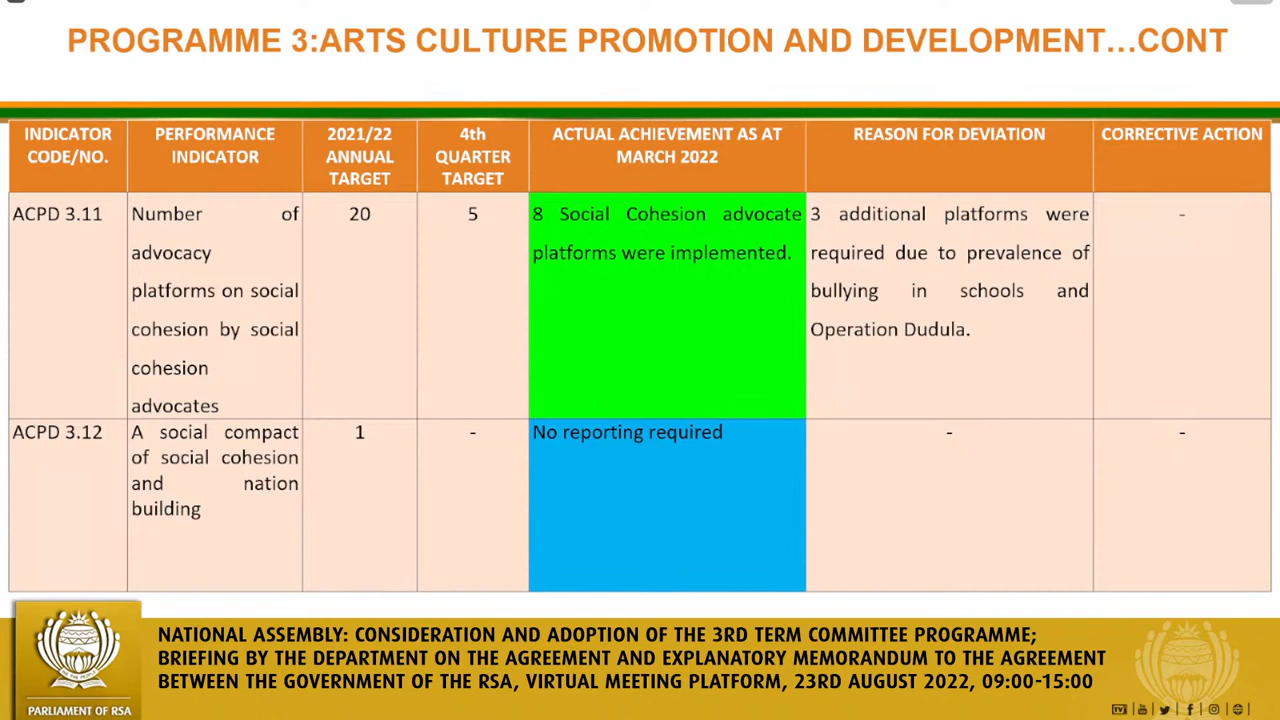 PROGRAMME 3:ARTS CULTURE PROMOTION AND DEVELOPMENT…CONT
INDICATOR CODE/NO.
PERFORMANCE INDICATOR
2021/22 ANNUAL TARGET
4th QUARTER TARGET
ACTUAL ACHIEVEMENT AS AT MARCH 2022
REASON FOR DEVIATION
CORRECTIVE ACTION
ACPD 3.11
Number of
advocacy
platforms on social
cohesion by social
cohesion
advocates
20
5
8 Social Cohesion advocate
platforms were implemented.
3 additional platforms were
required due to prevalence of
bullying in schools and
Operation Dudula.
-
ACPD 3.12
A social compact
of social cohesion
and nation
building
1
-
No reporting required
-
-
NATIONAL ASSEMBLY: CONSIDERATION AND ADOPTION OF THE 3RD TERM COMMITTEE PROGRAMME;
BRIEFING BY THE DEPARTMENT ON THE AGREEMENT AND EXPLANATORY MEMORANDUM TO THE AGREEMENT
BETWEEN THE GOVERNMENT OF THE RSA, VIRTUAL MEETING PLATFORM, 23RD AUGUST 2022, 09:00-15:00
PARLIAMENT OF RSA